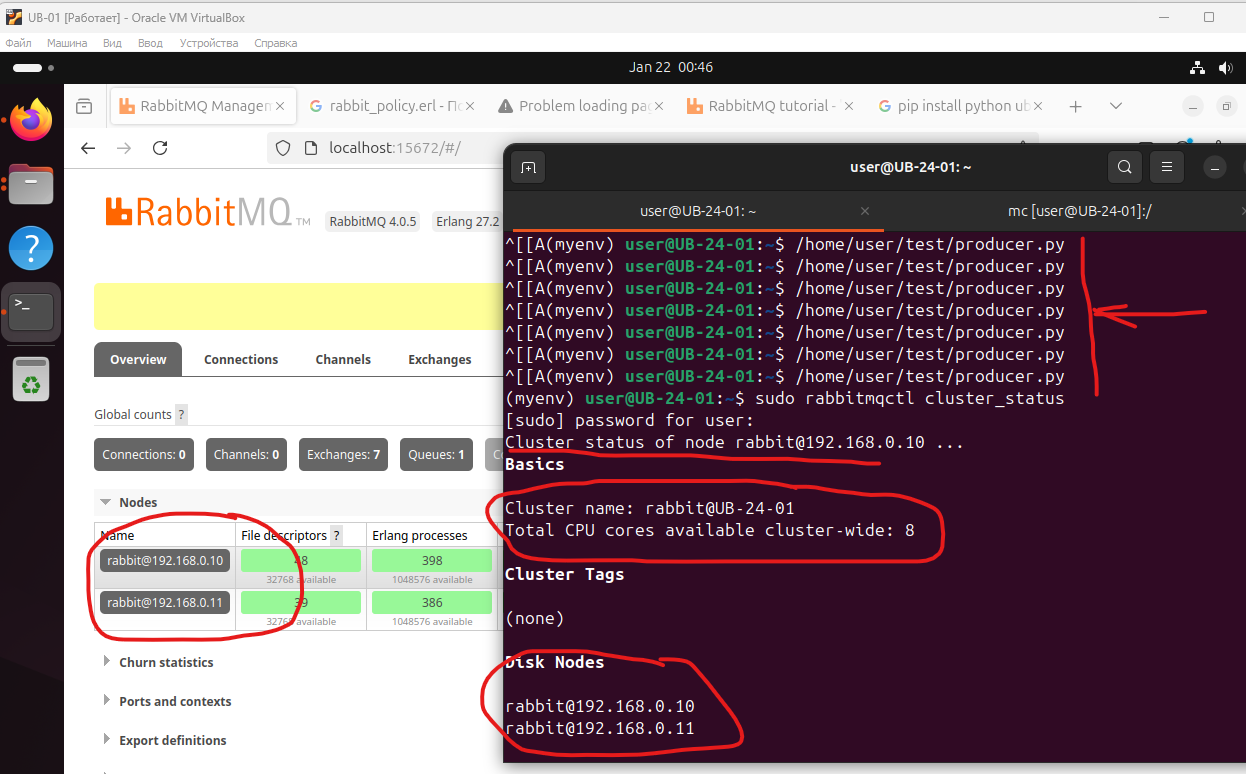 UB-01 [Работает] - Oracle VM VirtualBox
Файл Машина Вид Ввод Устройства Справка
Jan 22 00:46
RabbitMQ Managem
rabbit_policy.erl - По
Problem loading pag
RabbitMQ tutorial -
pip install python ub
localhost:15672/#/
RabbitMQ TM
RabbitMQ 4.0.5
Erlang 27.2
Overview
Connections
Channels
Exchanges
Global counts ?
Connections: 0
Channels: 0
Exchanges: 7
Queues: 1
Nodes
Name File descriptors ? Erlang processes
rabbit@192.168.0.10 48 398
32768 available 1048576 available
rabbit@192.168.0.11 39 386
32768 available 1048576 available
Churn statistics
Ports and contexts
Export definitions
user@UB-24-01: ~
user@UB-24-01: ~
mc [user@UB-24-01]:/
^[[A(myenv) user@UB-24-01:~$ /home/user/test/producer.py
^[[A(myenv) user@UB-24-01:~$ /home/user/test/producer.py
^[[A(myenv) user@UB-24-01:~$ /home/user/test/producer.py
^[[A(myenv) user@UB-24-01:~$ /home/user/test/producer.py
^[[A(myenv) user@UB-24-01:~$ /home/user/test/producer.py
^[[A(myenv) user@UB-24-01:~$ /home/user/test/producer.py
^[[A(myenv) user@UB-24-01:~$ /home/user/test/producer.py
(myenv) user@UB-24-01:~$ sudo rabbitmqctl cluster_status
[sudo] password for user:
Cluster status of node rabbit@192.168.0.10 ...
Basics
Cluster name: rabbit@UB-24-01
Total CPU cores available cluster-wide: 8
Cluster Tags
(none)
Disk Nodes
rabbit@192.168.0.10
rabbit@192.168.0.11